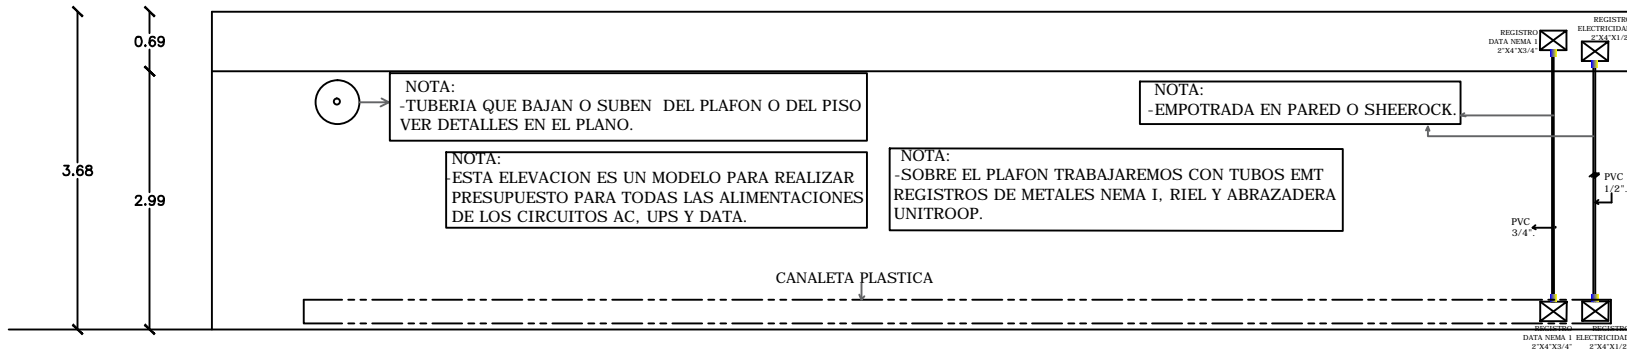 0.69
3.68
2.99
NOTA:
-TUBERIA QUE BAJAN O SUBEN DEL PLAFON O DEL PISO
VER DETALLES EN EL PLANO.
NOTA:
-ESTA ELEVACION ES UN MODELO PARA REALIZAR
PRESUPUESTO PARA TODAS LAS ALIMENTACIONES
DE LOS CIRCUITOS AC, UPS Y DATA.
NOTA:
-SOBRE EL PLAFON TRABAJAREMOS CON TUBOS EMT
REGISTROS DE METALES NEMA I, RIEL Y ABRAZADERA
UNITROOP.
NOTA:
-EMPOTRADA EN PARED O SHEEROCK.
REGISTRO
DATA NEMA 1
2"X4"X3/4"
REGISTRO
ELECTRICIDAD
2"X4"X1/2
PVC
1/2".
PVC
3/4".
CANALETA PLASTICA
REGISTRO
DATA NEMA 1
2"X4"X3/4"
REGISTRO
ELECTRICIDAD
2"X4"X1/2